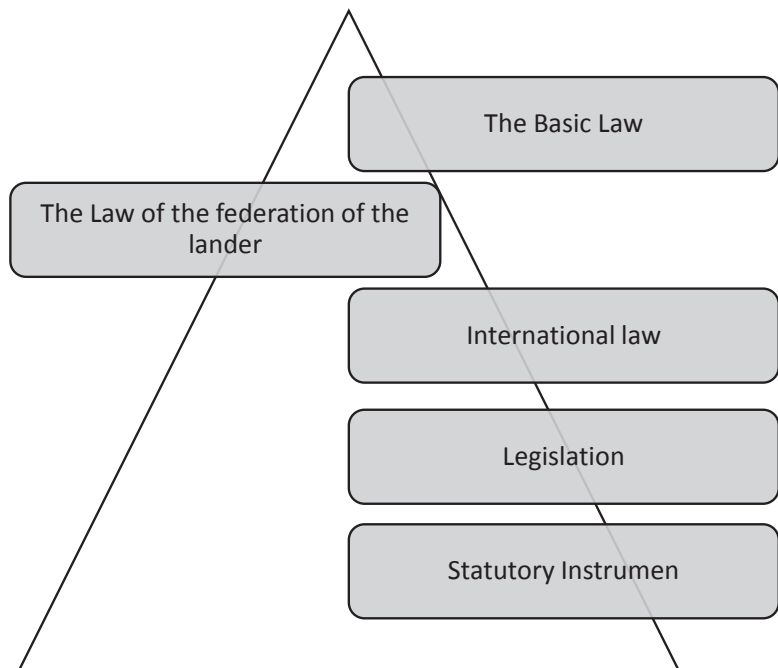 The Basic Law
The Law of the federation of the
lander
International law
Legislation
Statutory Instrumen